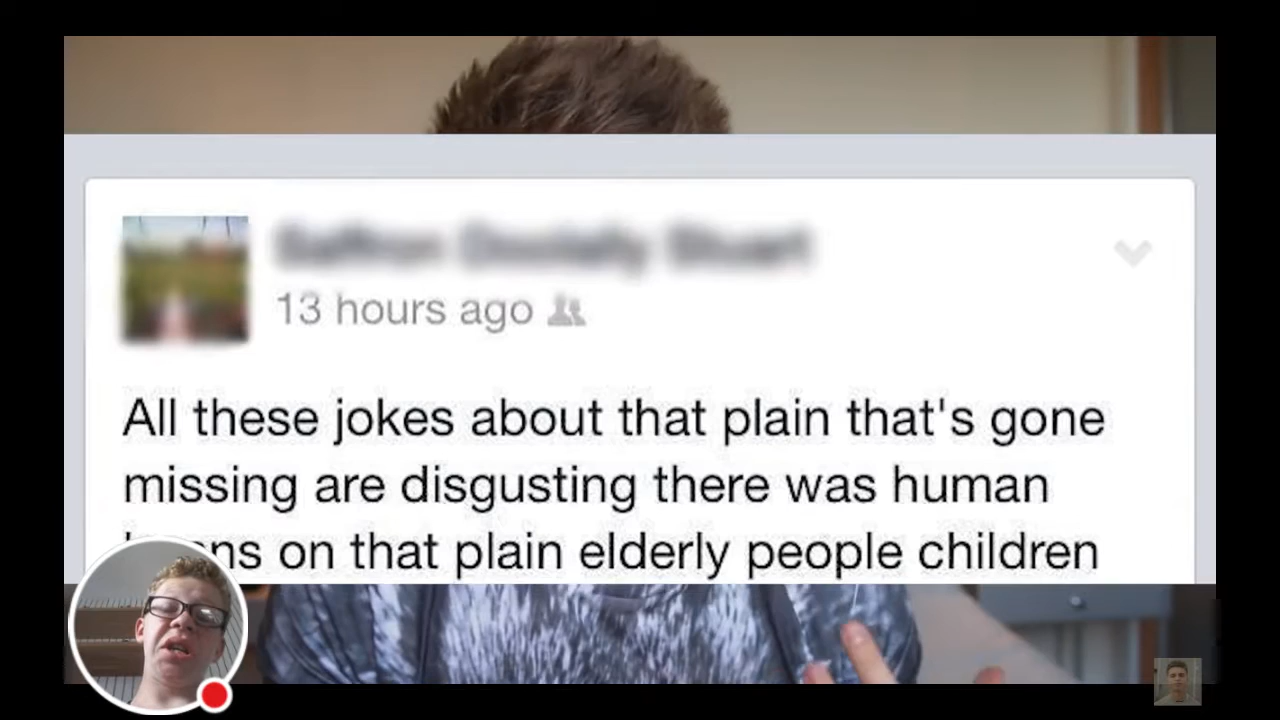 13 hours ago
All these jokes about that plain that's gone
missing are disgusting there was human
on that plain elderly people children